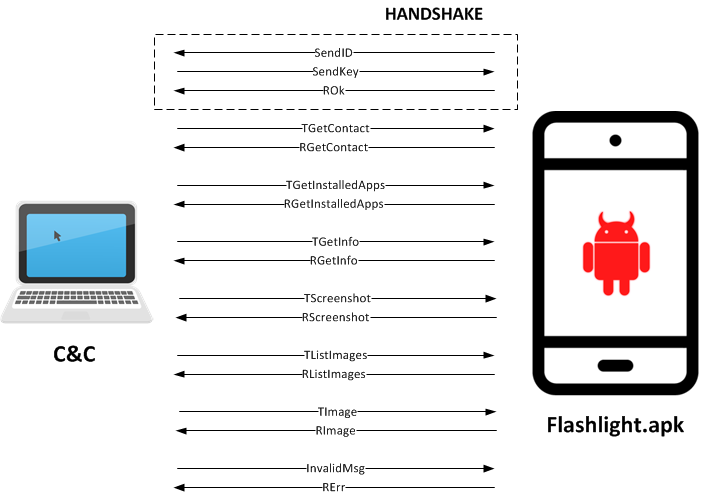 HANDSHAKE
SendID
SendKey
ROk
TGetContact
RGetContact
TGetInstalledApps
RGetInstalledApps
TGetInfo
RGetInfo
TScreenshot
RScreenshot
C&C
TListImages
RListImages
TImage
Flashlight.apk
RImage
InvalidMsg
RErr